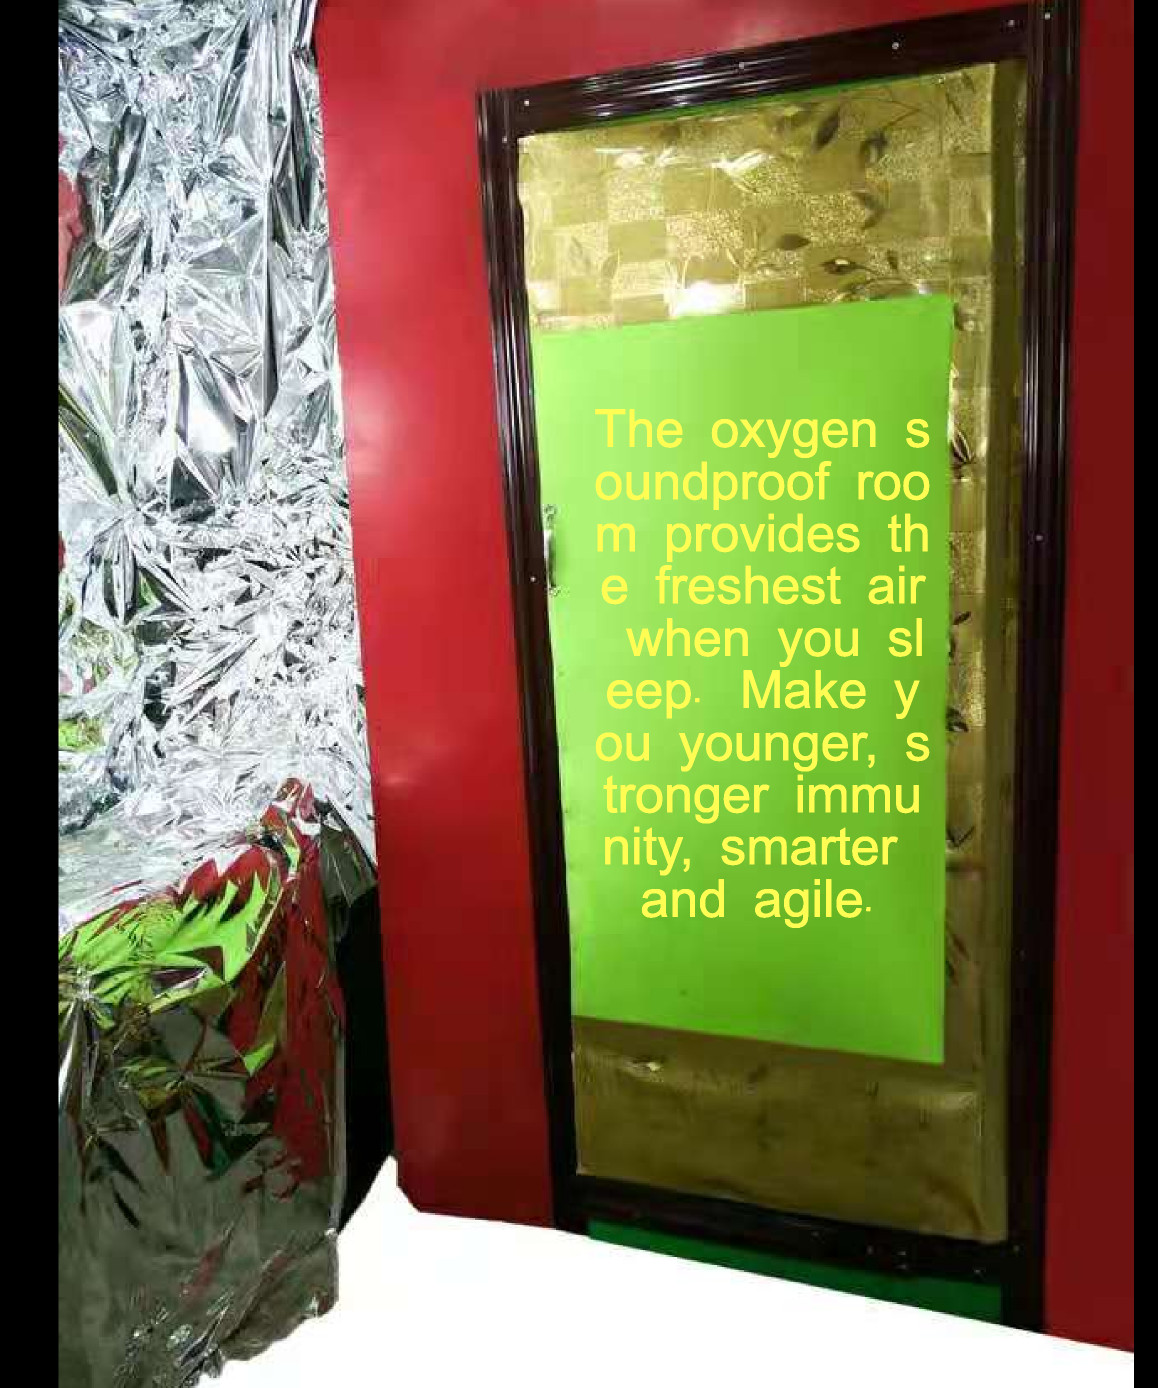 The oxygen s
oundproof roo
m provides th
e freshest air
when you sl
eep. Make y
ou younger, s
tronger immu
nity, smarter
and agile.